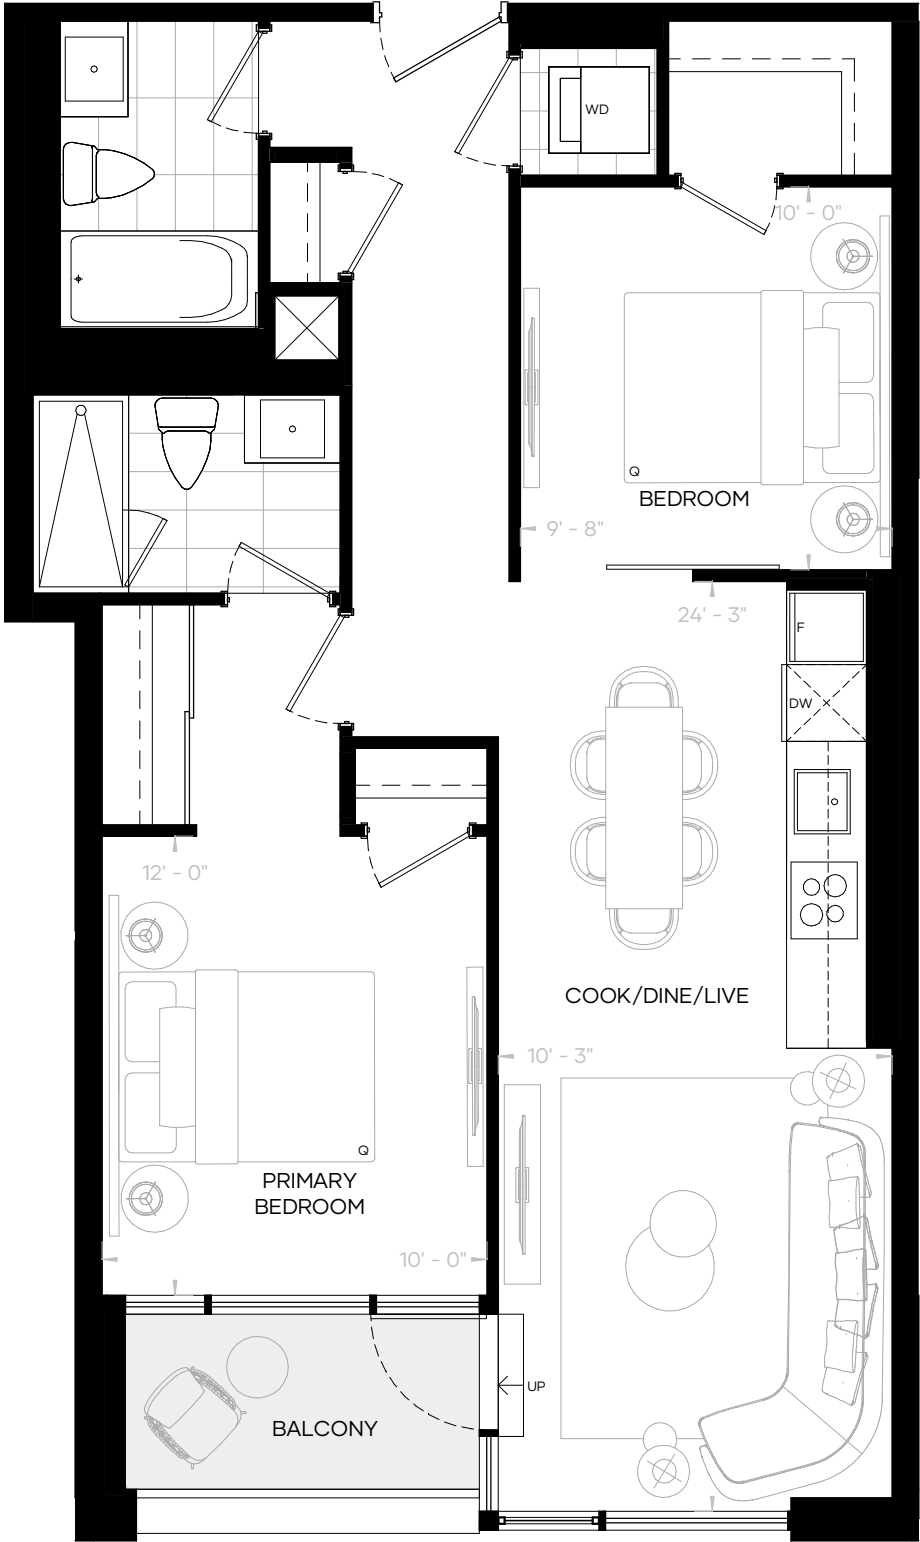 WD
10' - 0"
Q
BEDROOM
9' - 8"
24' - 3"
F
DW
12' - 0"
COOK/DINE/LIVE
10' - 3"
Q
PRIMARY
BEDROOM
10' - 0"
UP
BALCONY